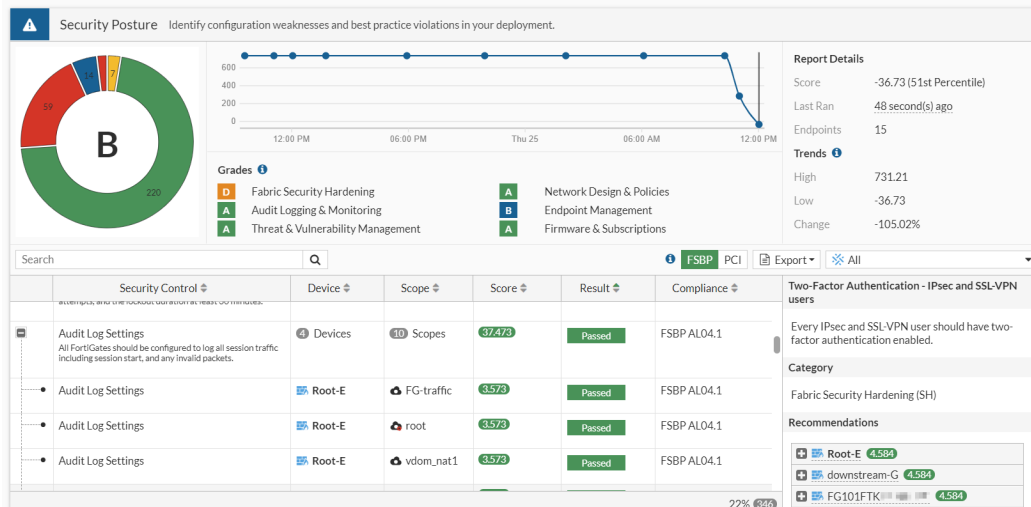 Security Posture Identify configuration weaknesses and best practice violations in your deployment.
14
7
59
B
220
600
400
200
0
12:00 PM 06:00 PM Thu 25 06:00 AM 12:00 PM
Grades
D Fabric Security Hardening
A Audit Logging & Monitoring
A Threat & Vulnerability Management
A Network Design & Policies
B Endpoint Management
A Firmware & Subscriptions
Report Details
Score -36.73 (51st Percentile)
Last Ran 48 second(s) ago
Endpoints 15
Trends
High 731.21
Low -36.73
Change -105.02%
Search
FSBP PCI Export All
Security Control Device Scope Score Result Compliance
attempts, and the lockout duration at least 30 minutes.
Audit Log Settings 4 Devices 10 Scopes 37.473 Passed FSBP AL04.1
All FortiGates should be configured to log all session traffic
including session start, and any invalid packets.
Audit Log Settings Root-E FG-traffic 3.573 Passed FSBP AL04.1
Audit Log Settings Root-E root 3.573 Passed FSBP AL04.1
Audit Log Settings Root-E vdom_nat1 3.573 Passed FSBP AL04.1
22% 346
Two-Factor Authentication - IPsec and SSL-VPN
users
Every IPsec and SSL-VPN user should have two-
factor authentication enabled.
Category
Fabric Security Hardening (SH)
Recommendations
Root-E 4.584
downstream-G 4.584
FG101FTK 4.584